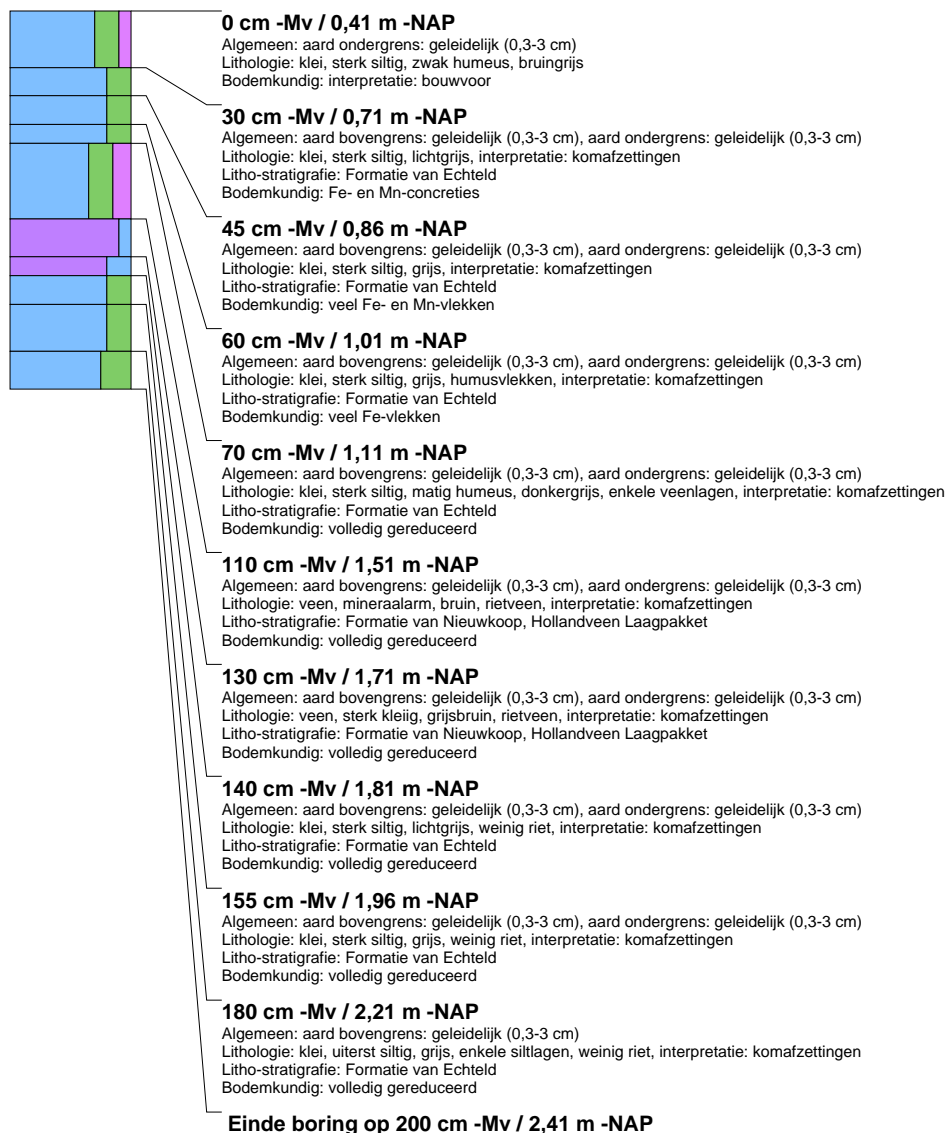 0 cm -Mv / 0,41 m -NAP
Algemeen: aard ondergrens: geleidelijk (0,3-3 cm)
Lithologie: klei, sterk siltig, zwak humeus, bruingrijs
Bodemkundig: interpretatie: bouwvoor
30 cm -Mv / 0,71 m -NAP
Algemeen: aard bovengrens: geleidelijk (0,3-3 cm), aard ondergrens: geleidelijk (0,3-3 cm)
Lithologie: klei, sterk siltig, lichtgrijs, interpretatie: komafzettingen
Litho-stratigrafie: Formatie van Echteld
Bodemkundig: Fe- en Mn-concreties
45 cm -Mv / 0,86 m -NAP
Algemeen: aard bovengrens: geleidelijk (0,3-3 cm), aard ondergrens: geleidelijk (0,3-3 cm)
Lithologie: klei, sterk siltig, grijs, interpretatie: komafzettingen
Litho-stratigrafie: Formatie van Echteld
Bodemkundig: veel Fe- en Mn-vlekken
60 cm -Mv / 1,01 m -NAP
Algemeen: aard bovengrens: geleidelijk (0,3-3 cm), aard ondergrens: geleidelijk (0,3-3 cm)
Lithologie: klei, sterk siltig, grijs, humusvlekken, interpretatie: komafzettingen
Litho-stratigrafie: Formatie van Echteld
Bodemkundig: veel Fe-vlekken
70 cm -Mv / 1,11 m -NAP
Algemeen: aard bovengrens: geleidelijk (0,3-3 cm), aard ondergrens: geleidelijk (0,3-3 cm)
Lithologie: klei, sterk siltig, matig humeus, donkergrijs, enkele veenlagen, interpretatie: komafzettingen
Litho-stratigrafie: Formatie van Echteld
Bodemkundig: volledig gereduceerd
110 cm -Mv / 1,51 m -NAP
Algemeen: aard bovengrens: geleidelijk (0,3-3 cm), aard ondergrens: geleidelijk (0,3-3 cm)
Lithologie: veen, mineraalarm, bruin, rietveen, interpretatie: komafzettingen
Litho-stratigrafie: Formatie van Nieuwkoop, Hollandveen Laagpakket
Bodemkundig: volledig gereduceerd
130 cm -Mv / 1,71 m -NAP
Algemeen: aard bovengrens: geleidelijk (0,3-3 cm), aard ondergrens: geleidelijk (0,3-3 cm)
Lithologie: veen, sterk kleiig, grijsbruin, rietveen, interpretatie: komafzettingen
Litho-stratigrafie: Formatie van Nieuwkoop, Hollandveen Laagpakket
Bodemkundig: volledig gereduceerd
140 cm -Mv / 1,81 m -NAP
Algemeen: aard bovengrens: geleidelijk (0,3-3 cm), aard ondergrens: geleidelijk (0,3-3 cm)
Lithologie: klei, sterk siltig, lichtgrijs, weinig riet, interpretatie: komafzettingen
Litho-stratigrafie: Formatie van Echteld
Bodemkundig: volledig gereduceerd
155 cm -Mv / 1,96 m -NAP
Algemeen: aard bovengrens: geleidelijk (0,3-3 cm), aard ondergrens: geleidelijk (0,3-3 cm)
Lithologie: klei, sterk siltig, grijs, weinig riet, interpretatie: komafzettingen
Litho-stratigrafie: Formatie van Echteld
Bodemkundig: volledig gereduceerd
180 cm -Mv / 2,21 m -NAP
Algemeen: aard bovengrens: geleidelijk (0,3-3 cm)
Lithologie: klei, uiterst siltig, grijs, enkele siltlagen, weinig riet, interpretatie: komafzettingen
Litho-stratigrafie: Formatie van Echteld
Bodemkundig: volledig gereduceerd
Einde boring op 200 cm -Mv / 2,41 m -NAP